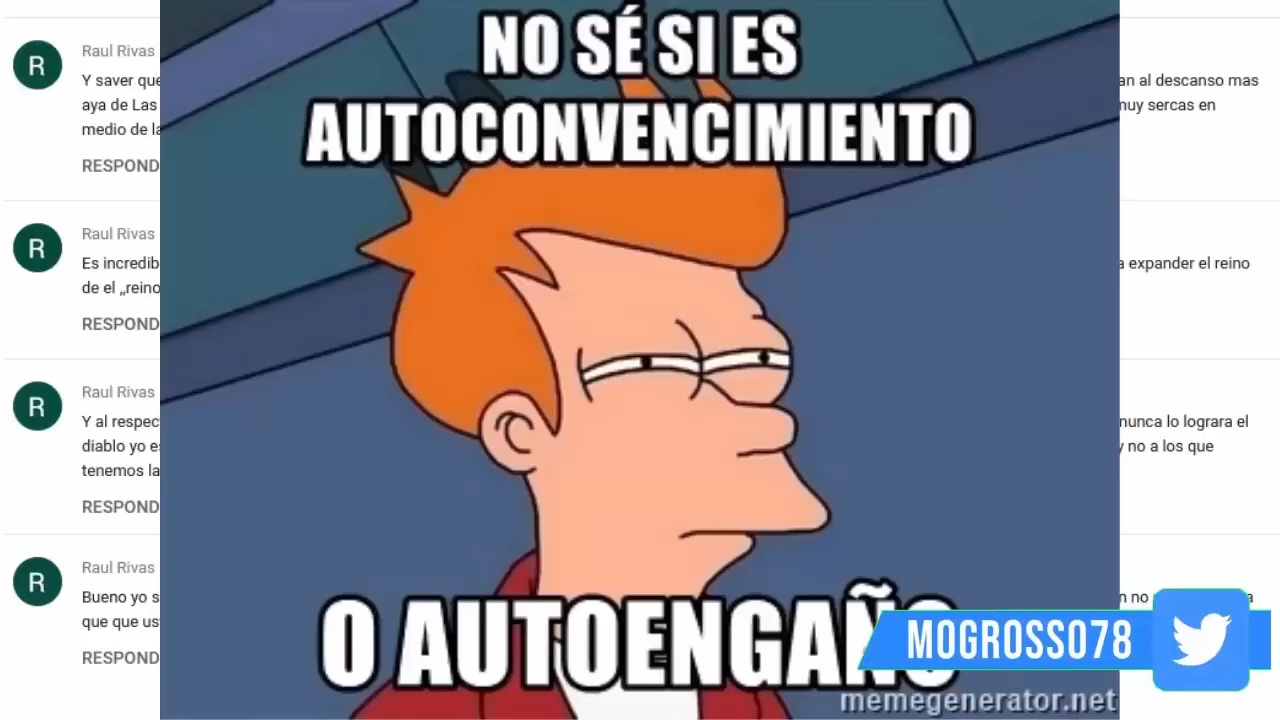 NO SÉ SI ES
AUTOCONVENCIMIENTO
O AUTOENGAÑO
memegenerator.net
MOGROSSO78
R
Raul Rivas
Y saver que
an al descanso mas
aya de Las
muy sercas en
medio de la
RESPOND
R
Raul Rivas
Es incredib
a expander el reino
de el „reino
RESPOND
R
Raul Rivas
Y al respec
nunca lo lograra el
diablo yo es
y no a los que
tenemos la
RESPOND
R
Raul Rivas
Bueno yo s
n no
a
que que us
RESPOND